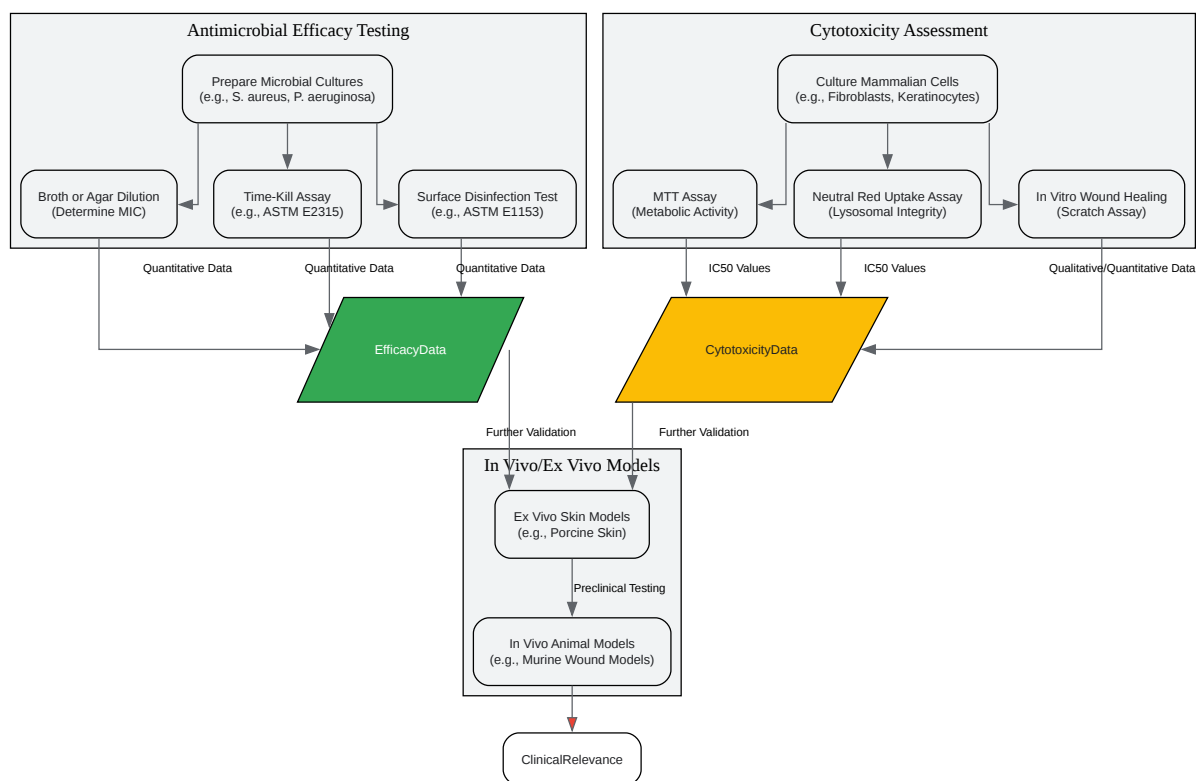 Antimicrobial Efficacy Testing
Cytotoxicity Assessment
Prepare Microbial Cultures
(e.g., S. aureus, P. aeruginosa)
Culture Mammalian Cells
(e.g., Fibroblasts, Keratinocytes)
Broth or Agar Dilution
(Determine MIC)
Time-Kill Assay
(e.g., ASTM E2315)
Surface Disinfection Test
(e.g., ASTM E1153)
MTT Assay
(Metabolic Activity)
Neutral Red Uptake Assay
(Lysosomal Integrity)
In Vitro Wound Healing
(Scratch Assay)
Quantitative Data
Quantitative Data
Quantitative Data
IC50 Values
IC50 Values
Qualitative/Quantitative Data
EfficacyData
CytotoxicityData
Further Validation
Further Validation
In Vivo/Ex Vivo Models
Ex Vivo Skin Models
(e.g., Porcine Skin)
Preclinical Testing
In Vivo Animal Models
(e.g., Murine Wound Models)
ClinicalRelevance